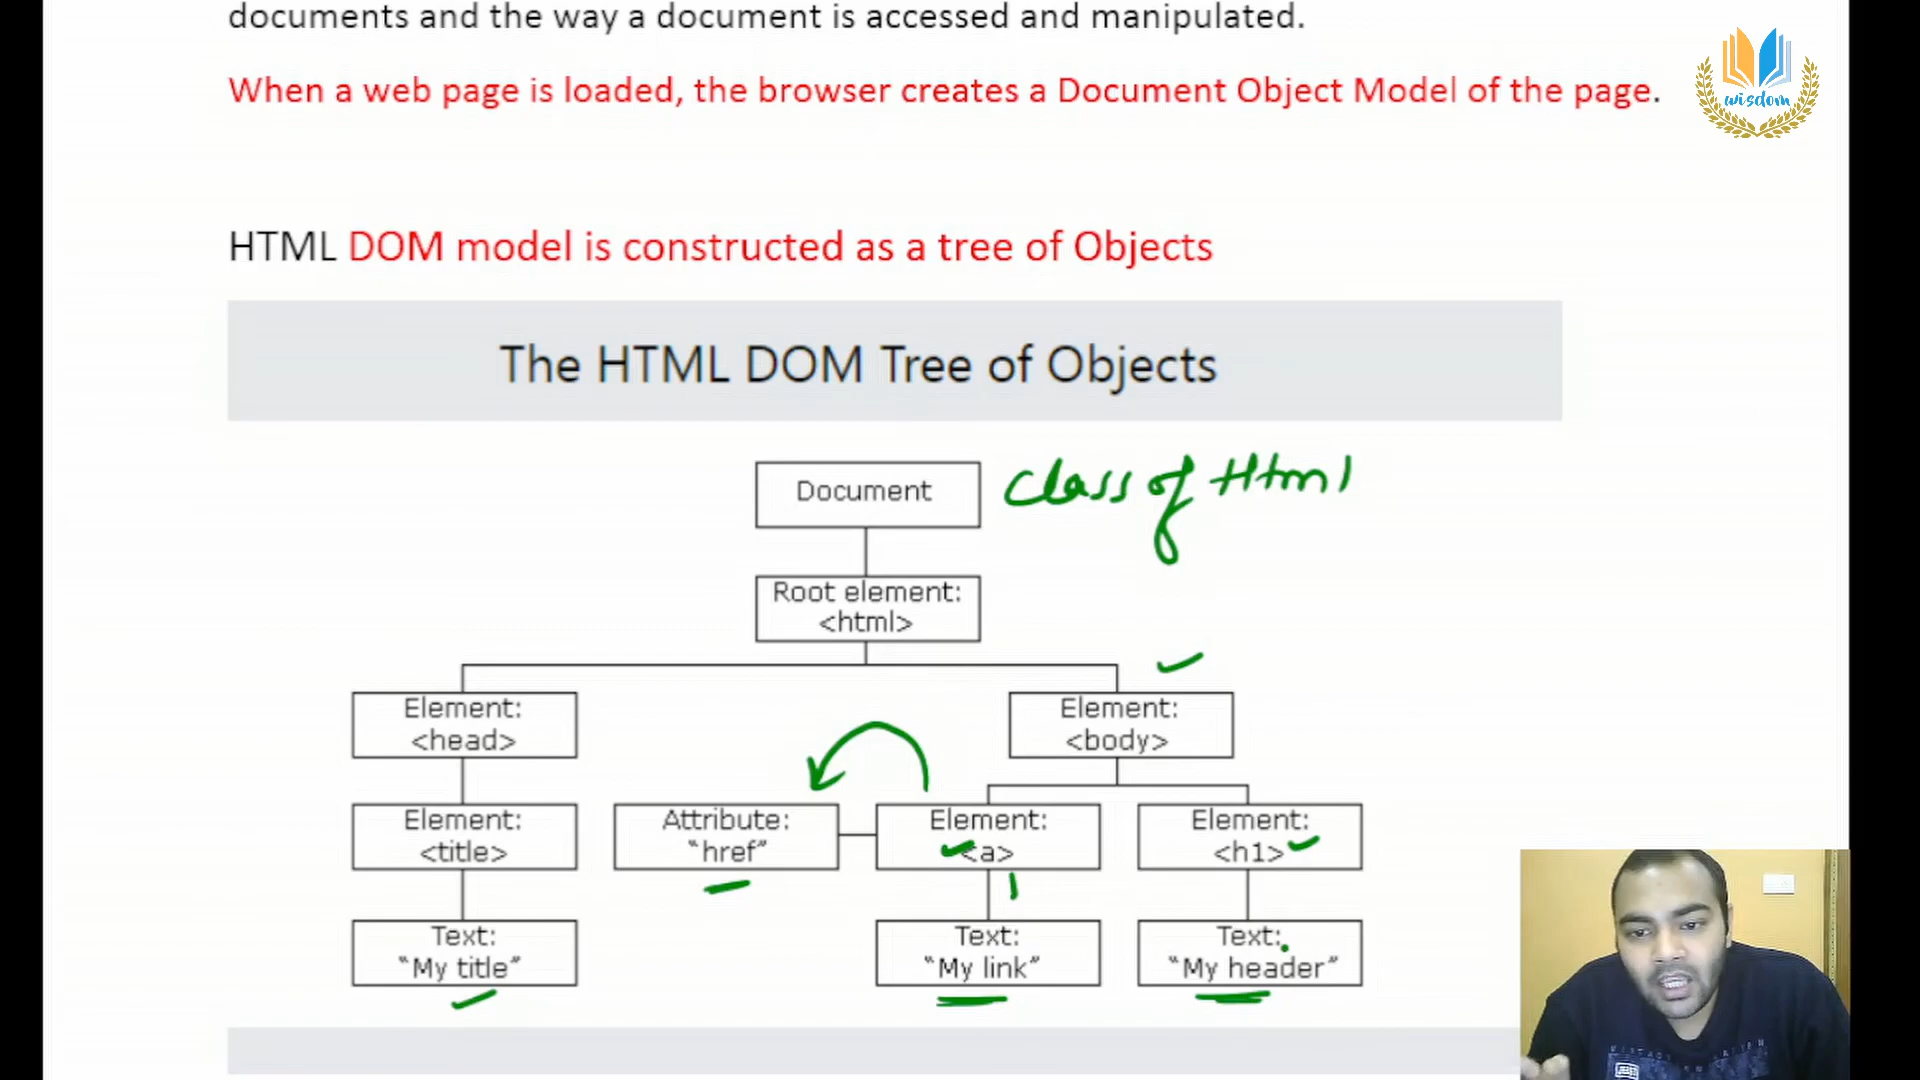 documents and the way a document is accessed and manipulated.
When a web page is loaded, the browser creates a Document Object Model of the page.
wisdom
HTML DOM model is constructed as a tree of Objects
The HTML DOM Tree of Objects
Document
class of Html
Root element:
<html>
Element:
<head>
Element:
<body>
Element:
<title>
Attribute:
"href"
Element:
<a>
Element:
<h1>
Text:
"My title"
Text:
"My link"
Text:
"My header"